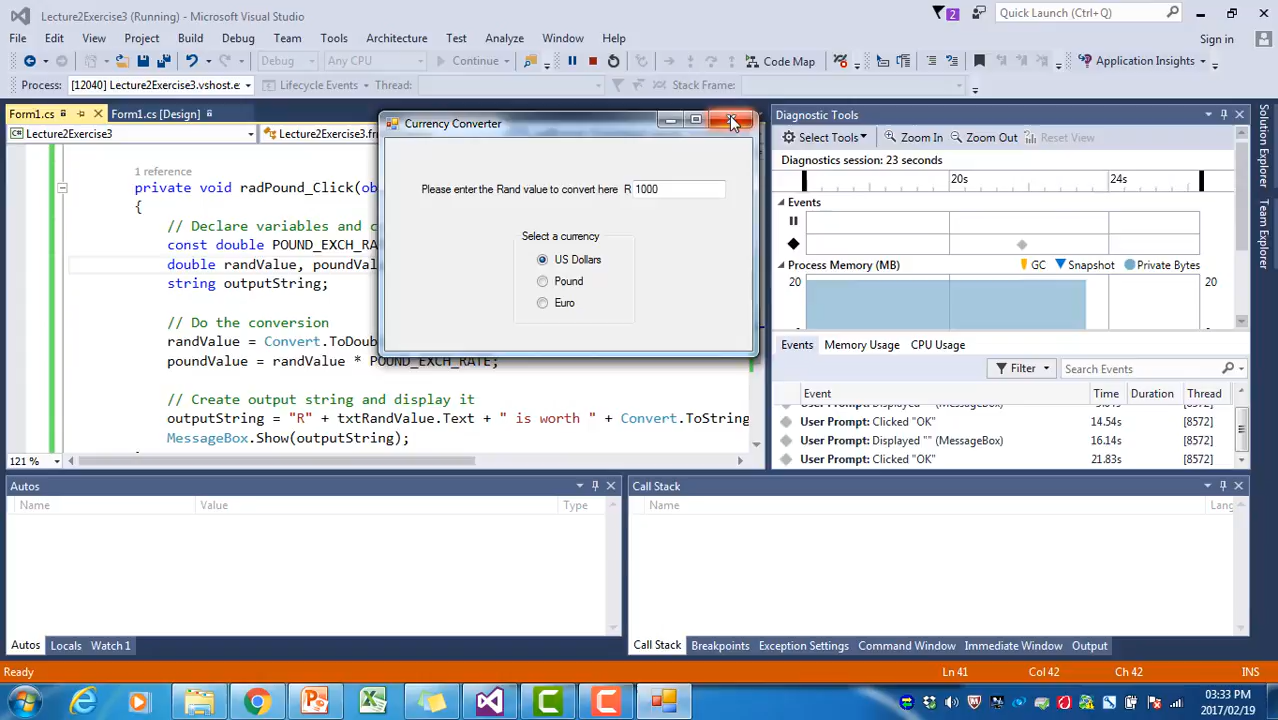 Lecture2Exercise3 (Running) - Microsoft Visual Studio
2
Quick Launch (Ctrl+Q)
File Edit View Project Build Debug Team Tools Architecture Test Analyze Window Help
Sign in
Debug Any CPU Continue Code Map Application Insights
Process: [12040] Lecture2Exercise3.vshost.e Lifecycle Events Thread: Stack Frame:
Form1.cs Form1.cs [Design]
Lecture2Exercise3 Lecture2Exercise3.fr
1 reference
private void radPound_Click(ob
{
// Declare variables and c
const double POUND_EXCH_RA
double randValue, poundVal
string outputString;
// Do the conversion
randValue = Convert.ToDou
poundValue = randValue * POUND_EXCH_RATE;
// Create output string and display it
outputString = "R" + txtRandValue.Text + " is worth " + Convert.ToString
MessageBox.Show(outputString);
121 %
Currency Converter
Please enter the Rand value to convert here R 1000
Select a currency
US Dollars
Pound
Euro
Diagnostic Tools
Select Tools Zoom In Zoom Out Reset View
Diagnostics session: 23 seconds
20s 24s
Events
Process Memory (MB) GC Snapshot Private Bytes
20 20
Events Memory Usage CPU Usage
Filter Search Events
Event Time Duration Thread
User Prompt: Clicked "OK" 14.54s [8572]
User Prompt: Displayed "" (MessageBox) 16.14s [8572]
User Prompt: Clicked "OK" 21.83s [8572]
Autos
Name Value Type
Autos Locals Watch 1
Call Stack
Name Lang
Call Stack Breakpoints Exception Settings Command Window Immediate Window Output
Solution Explorer
Team Explorer
Ready Ln 41 Col 42 Ch 42 INS
03:33 PM
2017/02/19